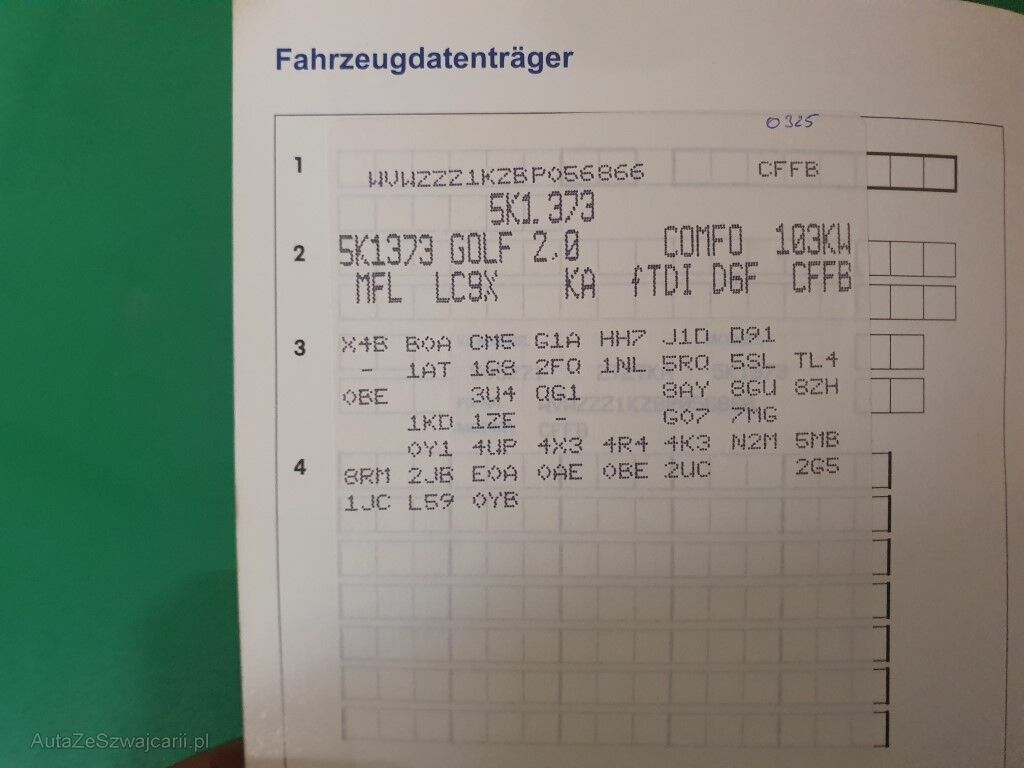 Fahrzeugdatenträger
0325
1 WVWZZZ1KZBP056866 CFFB
5K1.373
2 5K1373 GOLF 2.0 COMFO 103KW
MFL LC9X KA fTDI D6F CFFB
3 X4B B0A CM5 G1A HH7 J1D D91
- 1AT 1G8 2FQ 1NL 5RQ 5SL TL4
0BE 3U4 QG1 8AY 8GU 8ZH
1KD 1ZE - G07 7MG
0Y1 4UP 4X3 4R4 4K3 N2M 5MB
4 8RM 2JB E0A 0AE 0BE 2UC 2G5
1JC L59 0YB
AutaZeSzwajcarii.pl